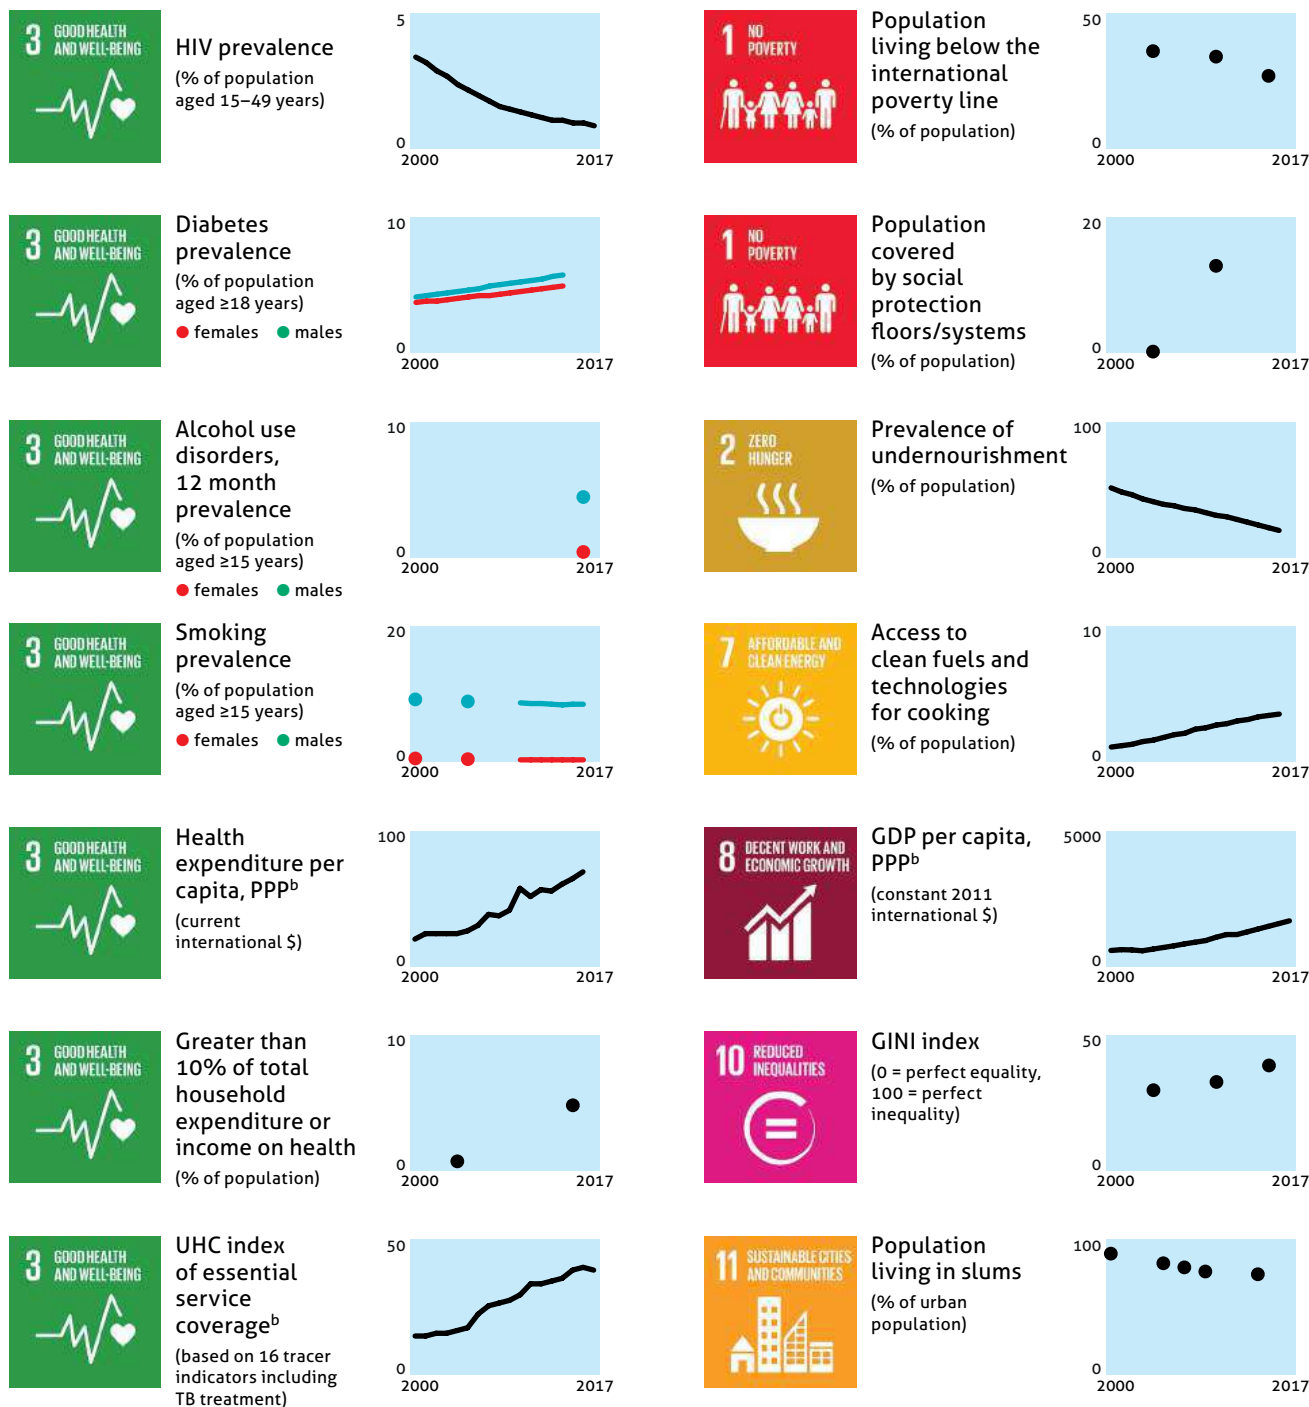 3 GOOD HEALTH
AND WELL-BEING
HIV prevalence
(% of population
aged 15–49 years)
5
0
2000 2017
3 GOOD HEALTH
AND WELL-BEING
Diabetes
prevalence
(% of population
aged ≥18 years)
females males
10
0
2000 2017
3 GOOD HEALTH
AND WELL-BEING
Alcohol use
disorders,
12 month
prevalence
(% of population
aged ≥15 years)
females males
10
0
2000 2017
3 GOOD HEALTH
AND WELL-BEING
Smoking
prevalence
(% of population
aged ≥15 years)
females males
20
0
2000 2017
3 GOOD HEALTH
AND WELL-BEING
Health
expenditure per
capita, PPPᵇ
(current
international $)
100
0
2000 2017
3 GOOD HEALTH
AND WELL-BEING
Greater than
10% of total
household
expenditure or
income on health
(% of population)
10
0
2000 2017
3 GOOD HEALTH
AND WELL-BEING
UHC index
of essential
service
coverageᵇ
(based on 16 tracer
indicators including
TB treatment)
50
0
2000 2017
1 NO
POVERTY
Population
living below the
international
poverty line
(% of population)
50
0
2000 2017
1 NO
POVERTY
Population
covered
by social
protection
floors/systems
(% of population)
20
0
2000 2017
2 ZERO
HUNGER
Prevalence of
undernourishment
(% of population)
100
0
2000 2017
7 AFFORDABLE AND
CLEAN ENERGY
Access to
clean fuels and
technologies
for cooking
(% of population)
10
0
2000 2017
8 DECENT WORK AND
ECONOMIC GROWTH
GDP per capita,
PPPᵇ
(constant 2011
international $)
5000
0
2000 2017
10 REDUCED
INEQUALITIES
GINI index
(0 = perfect equality,
100 = perfect
inequality)
50
0
2000 2017
11 SUSTAINABLE CITIES
AND COMMUNITIES
Population
living in slums
(% of urban
population)
100
0
2000 2017